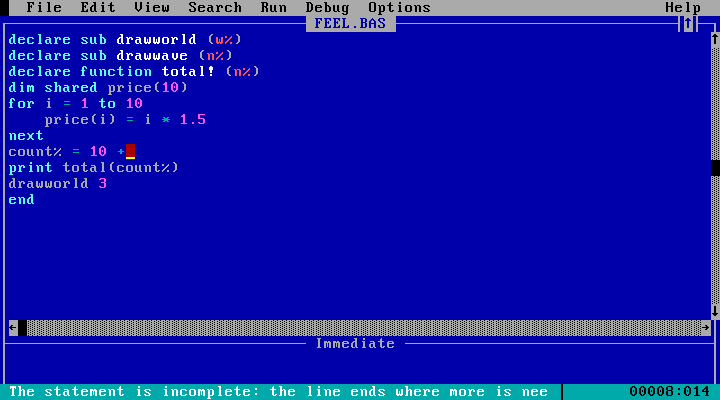 File Edit View Search Run Debug Options Help
FEEL.BAS
declare sub drawworld (w%)
declare sub drawwave (n%)
declare function total! (n%)
dim shared price(10)
for i = 1 to 10
    price(i) = i * 1.5
next
count% = 10 +
print total(count%)
drawworld 3
end
Immediate
The statement is incomplete: the line ends where more is nee 00008:014